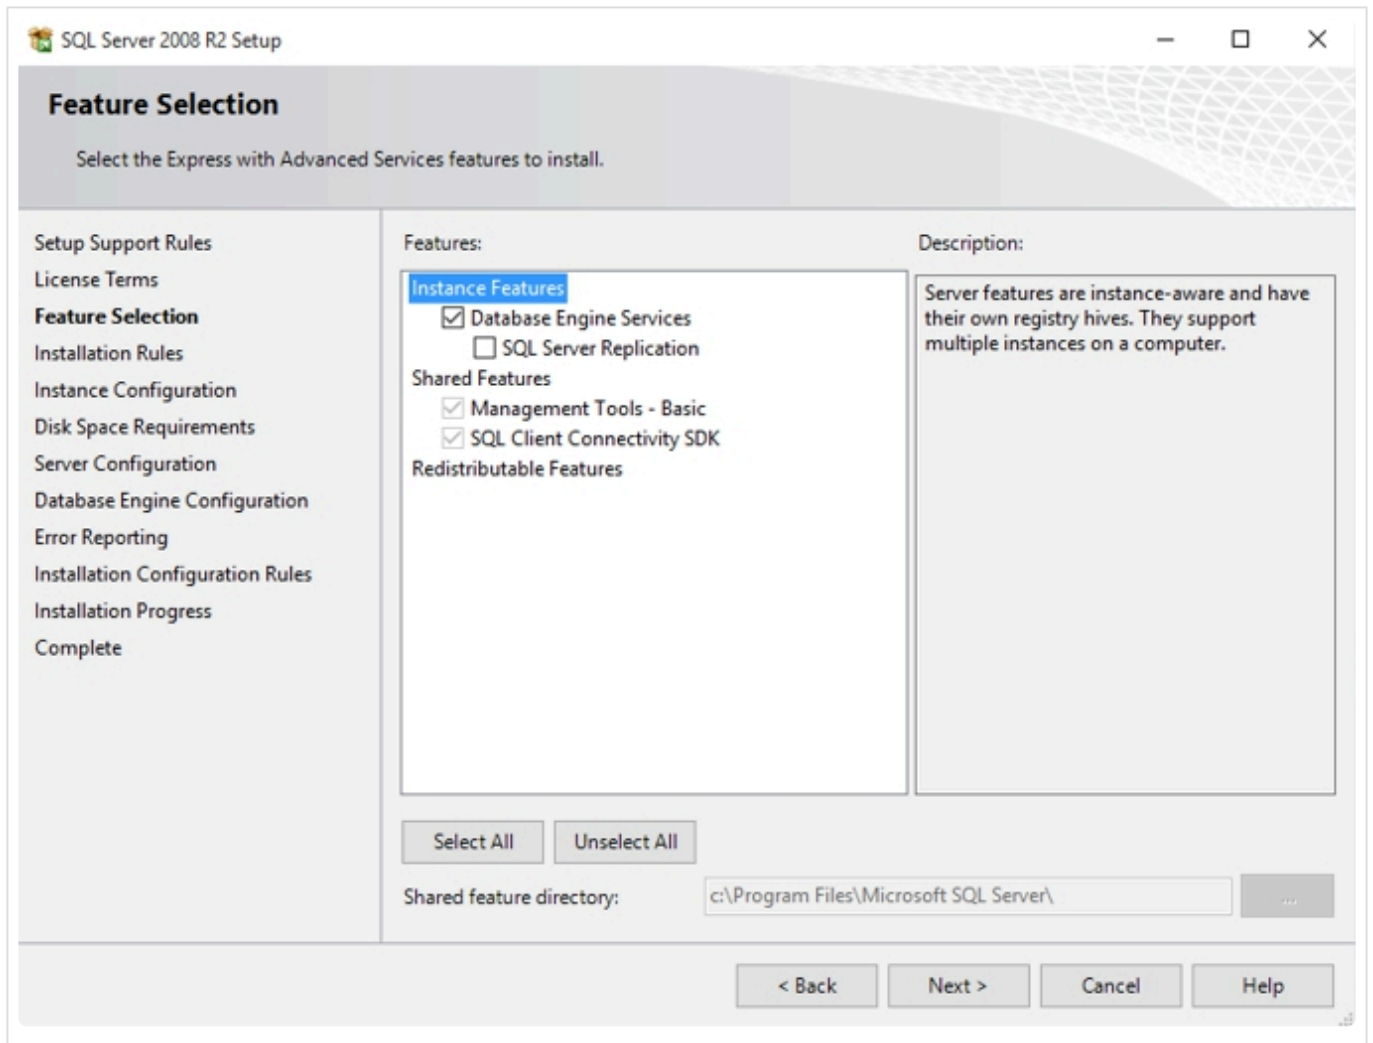 SQL Server 2008 R2 Setup
Feature Selection
Select the Express with Advanced Services features to install.
Setup Support Rules
License Terms
Feature Selection
Installation Rules
Instance Configuration
Disk Space Requirements
Server Configuration
Database Engine Configuration
Error Reporting
Installation Configuration Rules
Installation Progress
Complete
Features:
Instance Features
Database Engine Services
SQL Server Replication
Shared Features
Management Tools - Basic
SQL Client Connectivity SDK
Redistributable Features
Description:
Server features are instance-aware and have
their own registry hives. They support
multiple instances on a computer.
Select All
Unselect All
Shared feature directory:
c:\Program Files\Microsoft SQL Server\
...
< Back
Next >
Cancel
Help